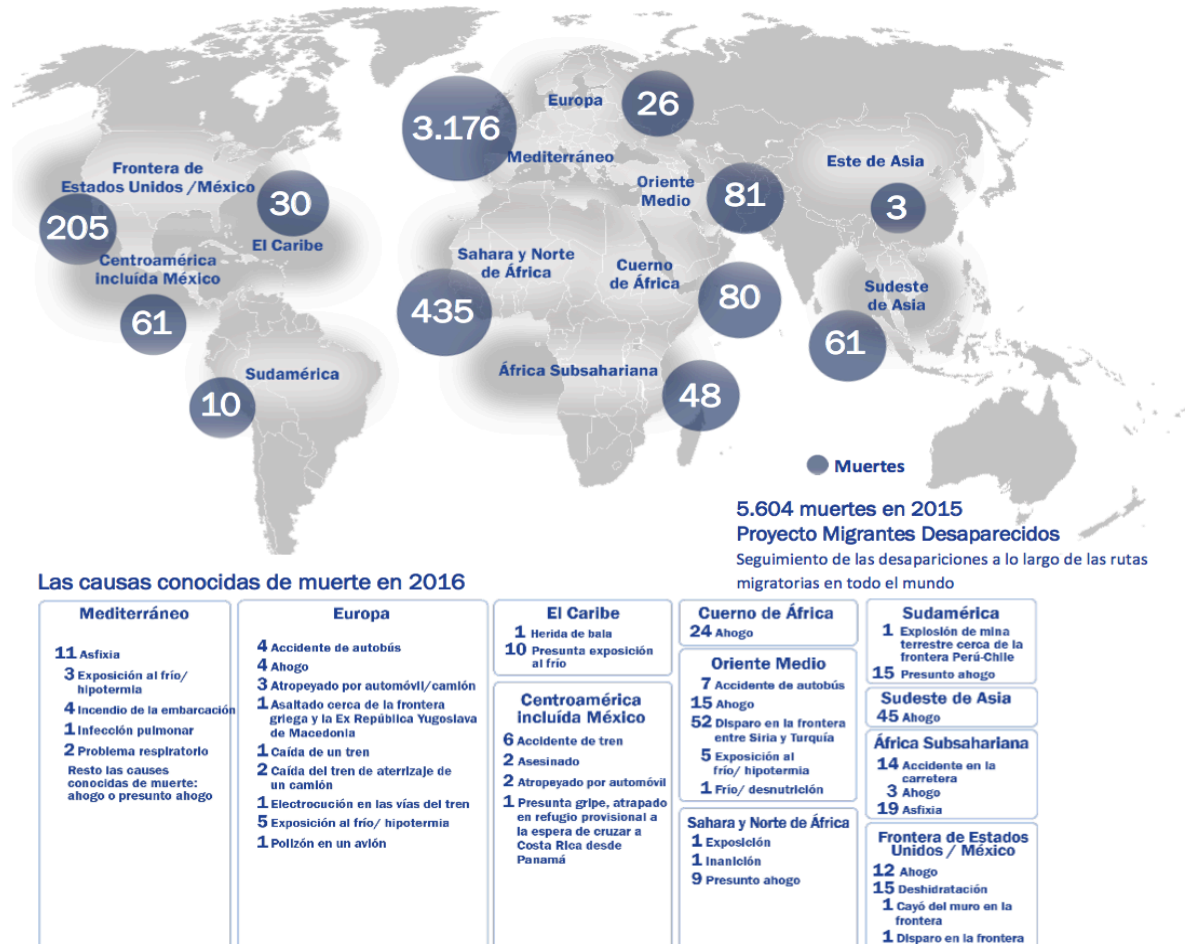 Europa
26
3.176
Mediterráneo
Frontera de
Estados Unidos /México
205
30
El Caribe
Oriente
Medio
81
Este de Asia
3
Centroamérica
incluída México
61
Sahara y Norte
de África
435
Cuerno
de África
80
Sudeste
de Asia
61
Sudamérica
10
África Subsahariana
48
Muertes
5.604 muertes en 2015
Proyecto Migrantes Desaparecidos
Seguimiento de las desapariciones a lo largo de las rutas
migratorias en todo el mundo
Las causas conocidas de muerte en 2016
Mediterráneo
11 Asfixia
3 Exposición al frío/
hipotermia
4 Incendio de la embarcación
1 Infección pulmonar
2 Problema respiratorio
Resto las causes
conocidas de muerte:
ahogo o presunto ahogo
Europa
4 Accidente de autobús
4 Ahogo
3 Atropeyado por automóvil/camión
1 Asaltado cerca de la frontera
griega y la Ex República Yugoslava
de Macedonia
1 Caída de un tren
2 Caída del tren de aterrizaje de
un camión
1 Electrocución en las vías del tren
5 Exposición al frío/ hipotermia
1 Polizón en un avión
El Caribe
1 Herida de bala
10 Presunta exposición
al frío
Centroamérica
incluída México
6 Accidente de tren
2 Asesinado
2 Atropeyado por automóvil
1 Presunta gripe, atrapado
en refugio provisional a
la espera de cruzar a
Costa Rica desde
Panamá
Cuerno de África
24 Ahogo
Oriente Medio
7 Accidente de autobús
15 Ahogo
52 Disparo en la frontera
entre Siria y Turquía
5 Exposición al
frío/ hipotermia
1 Frío/ desnutrición
Sahara y Norte de África
1 Exposición
1 Inanición
9 Presunto ahogo
Sudamérica
1 Explosión de mina
terrestre cerca de la
frontera Perú-Chile
15 Presunto ahogo
Sudeste de Asia
45 Ahogo
África Subsahariana
14 Accidente en la
carretera
3 Ahogo
19 Asfixia
Frontera de Estados
Unidos / México
12 Ahogo
15 Deshidratación
1 Cayó del muro en la
frontera
1 Disparo en la frontera